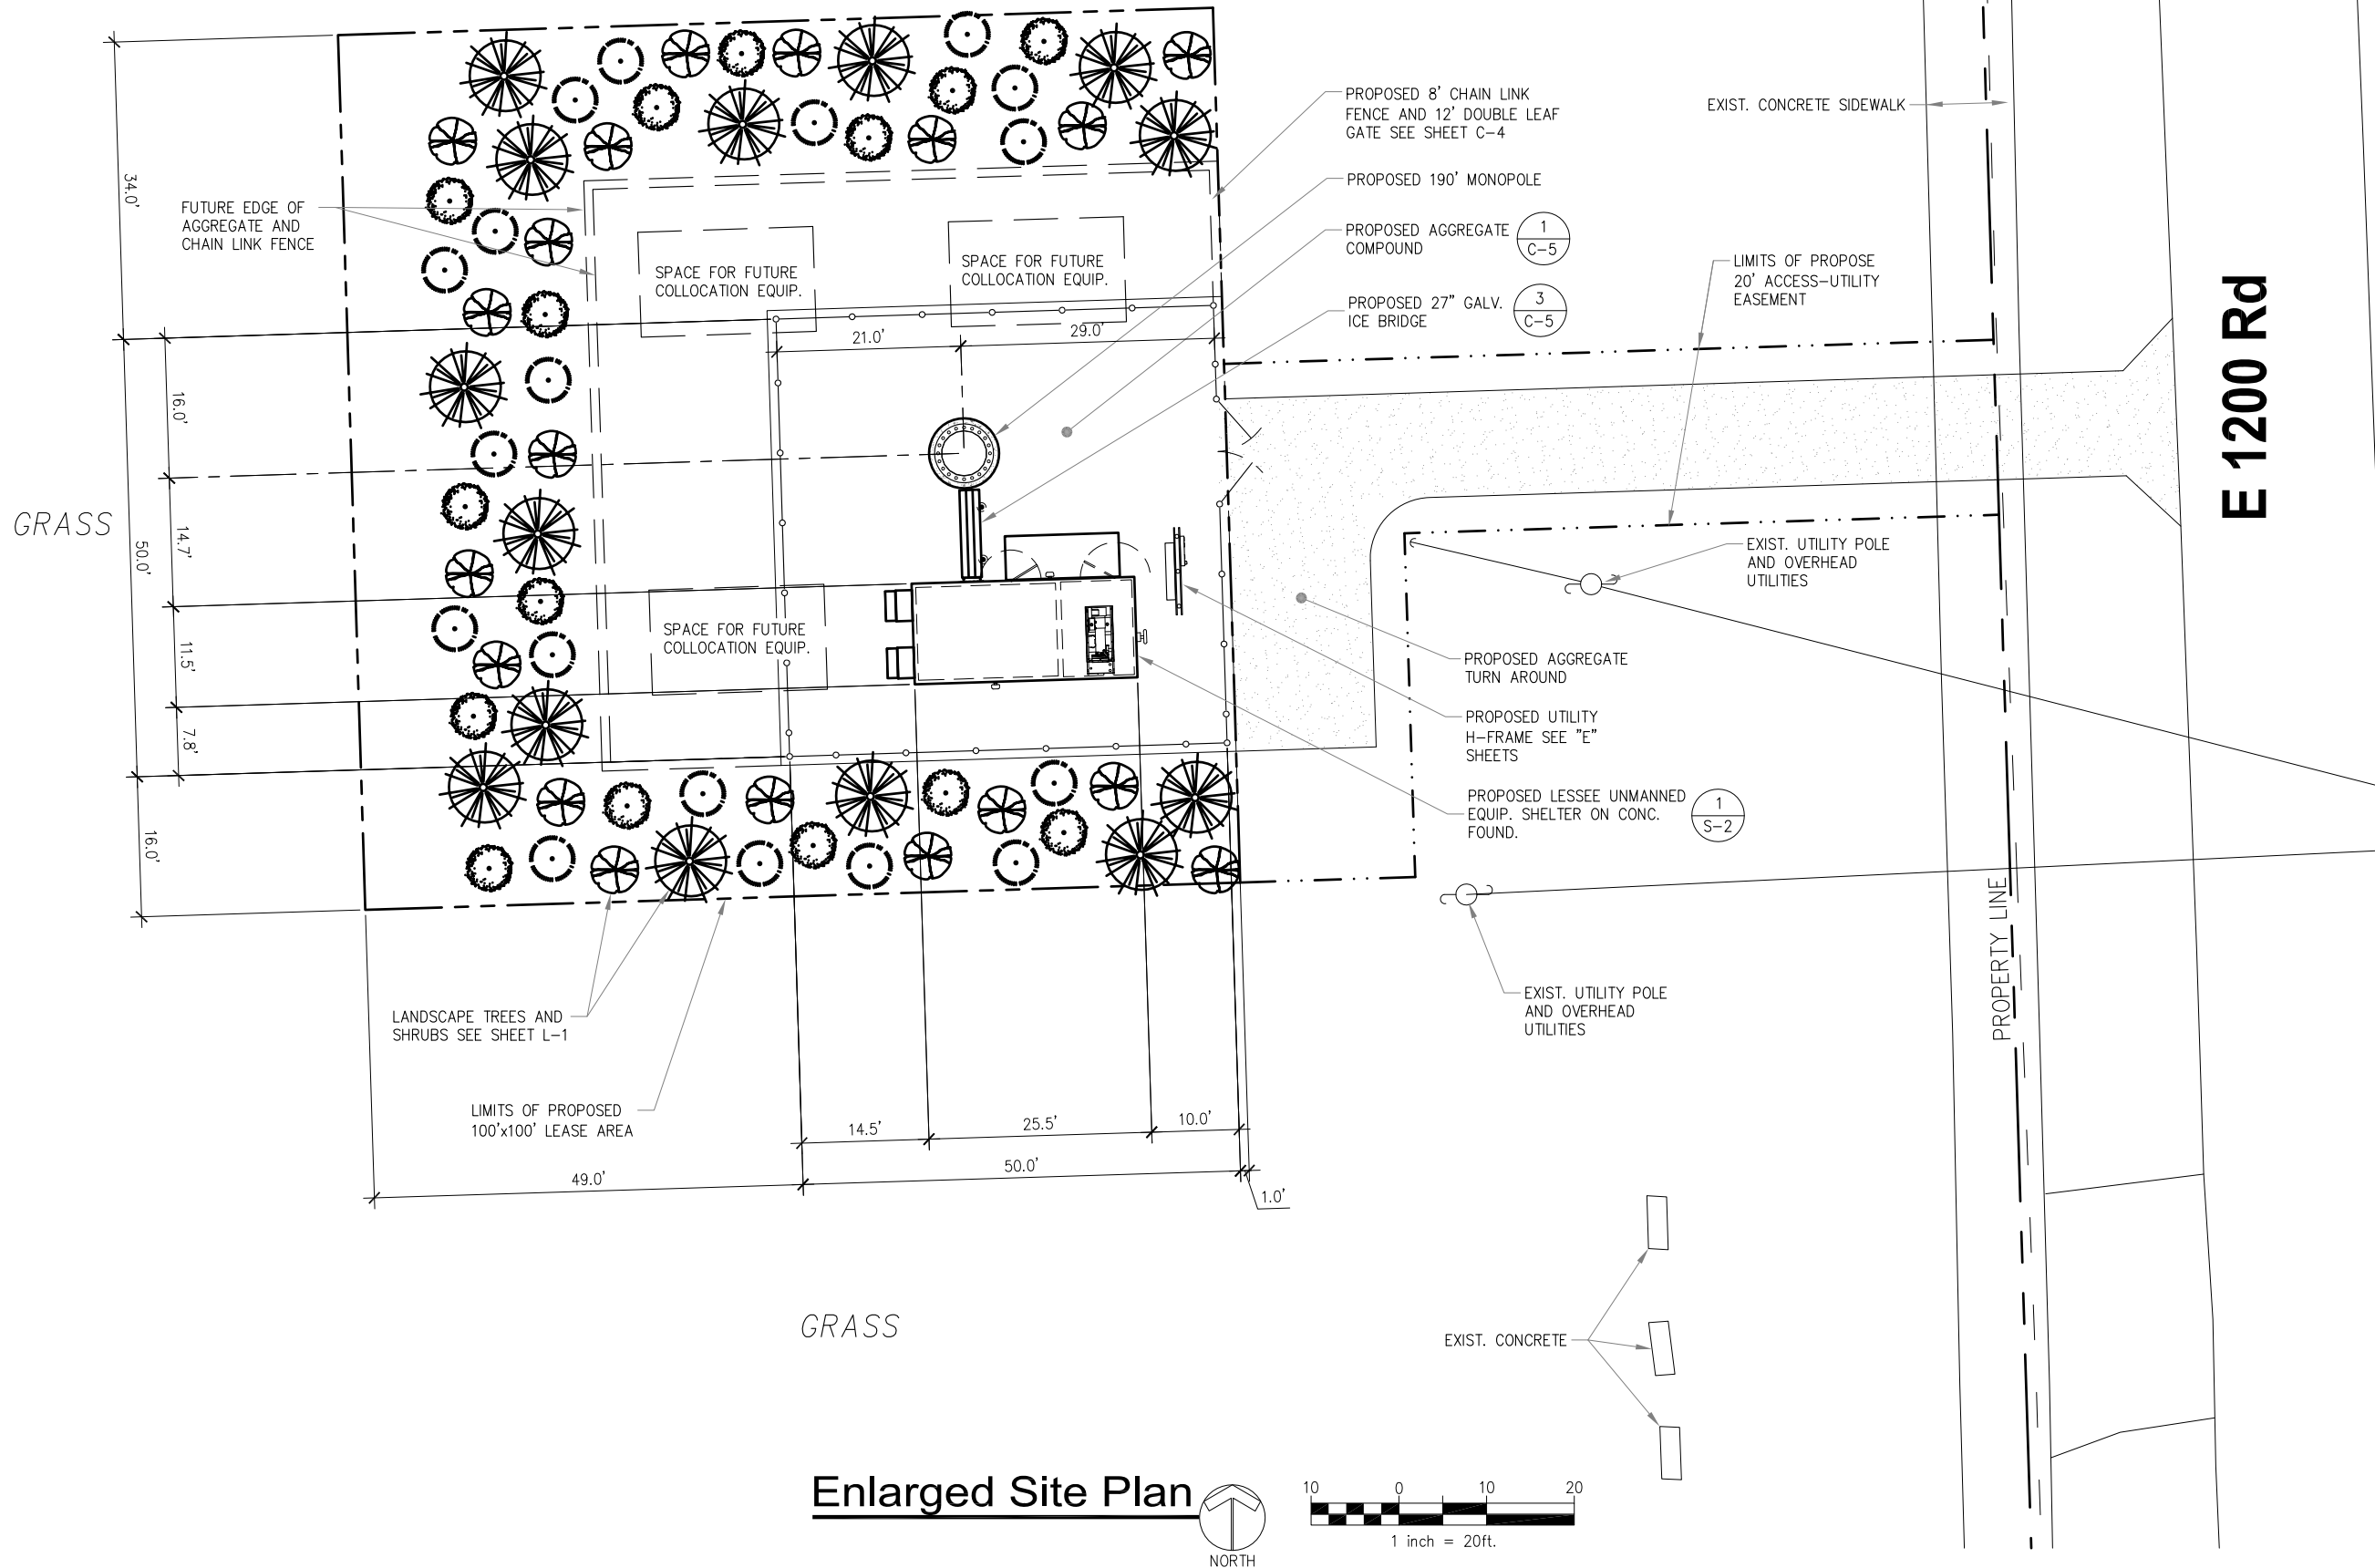 PROPOSED 8' CHAIN LINK
FENCE AND 12' DOUBLE LEAF
GATE SEE SHEET C-4
EXIST. CONCRETE SIDEWALK
PROPOSED 190' MONOPOLE
34.0'
FUTURE EDGE OF
AGGREGATE AND
CHAIN LINK FENCE
PROPOSED AGGREGATE
COMPOUND
1
C-5
SPACE FOR FUTURE
COLLOCATION EQUIP.
SPACE FOR FUTURE
COLLOCATION EQUIP.
LIMITS OF PROPOSE
20' ACCESS-UTILITY
EASEMENT
PROPOSED 27" GALV.
ICE BRIDGE
3
C-5
E 1200 Rd
21.0'
29.0'
16.0'
GRASS
14.7'
50.0'
EXIST. UTILITY POLE
AND OVERHEAD
UTILITIES
SPACE FOR FUTURE
COLLOCATION EQUIP.
11.5'
PROPOSED AGGREGATE
TURN AROUND
7.8'
PROPOSED UTILITY
H-FRAME SEE "E"
SHEETS
PROPOSED LESSEE UNMANNED
EQUIP. SHELTER ON CONC.
FOUND.
1
S-2
16.0'
PROPERTY LINE
EXIST. UTILITY POLE
AND OVERHEAD
UTILITIES
LANDSCAPE TREES AND
SHRUBS SEE SHEET L-1
LIMITS OF PROPOSED
100'x100' LEASE AREA
14.5'
25.5'
10.0'
49.0'
50.0'
1.0'
GRASS
EXIST. CONCRETE
Enlarged Site Plan
NORTH
10
0
10
20
1 inch = 20ft.